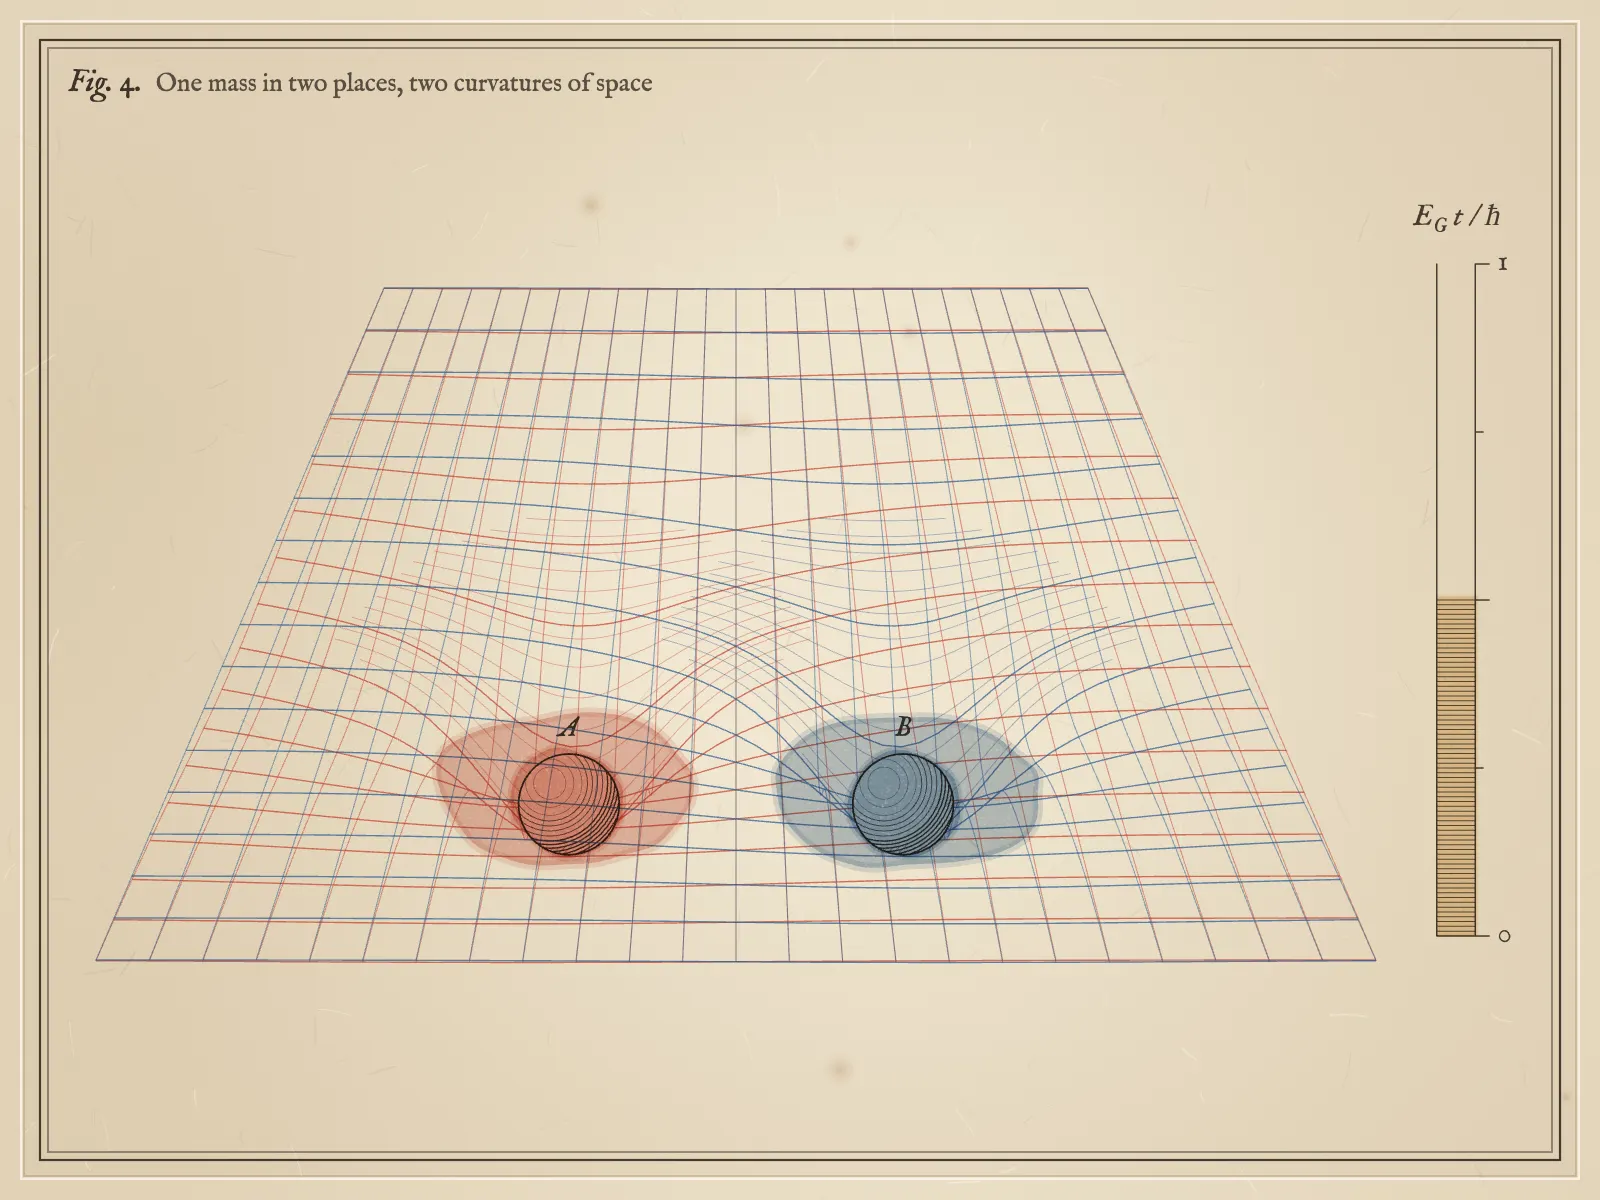 Fig. 4. One mass in two places, two curvatures of space
E_G t / ħ
1
A
B
0